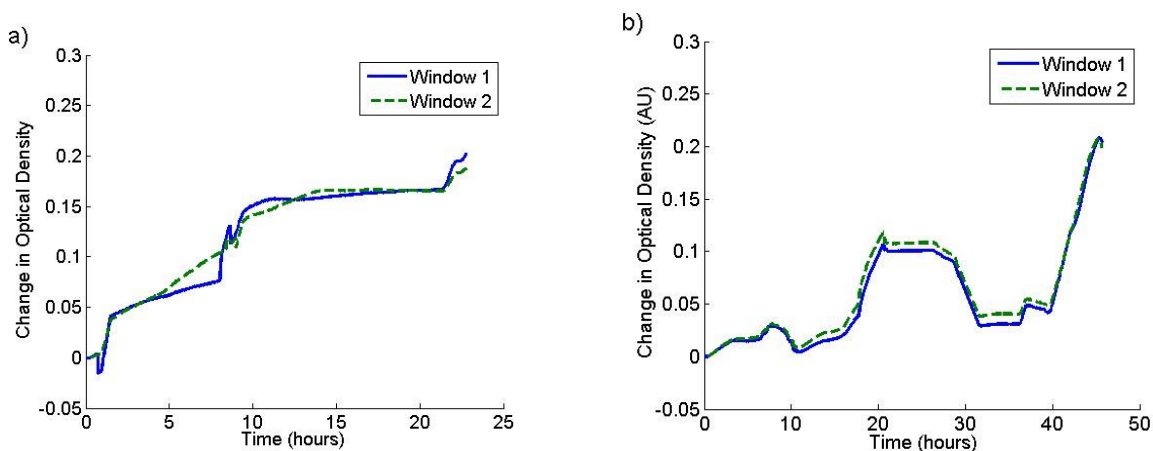 a)
0.3
0.25
0.2
0.15
0.1
0.05
0
-0.05
Change in Optical Density
Window 1
Window 2
0 5 10 15 20 25
Time (hours)
b)
0.3
0.25
0.2
0.15
0.1
0.05
0
-0.05
Change in Optical Density (AU)
Window 1
Window 2
0 10 20 30 40 50
Time (hours)